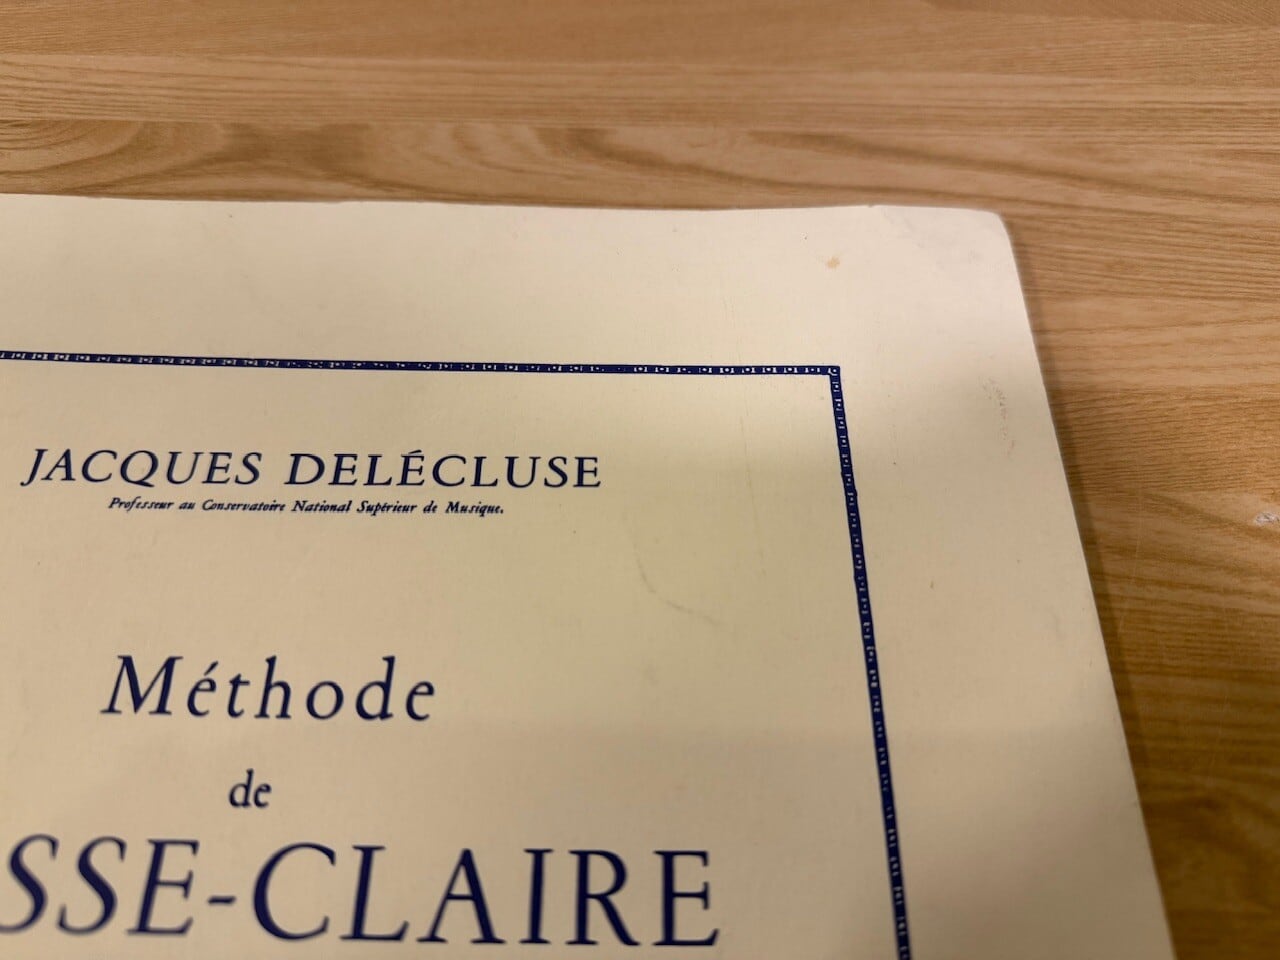 JACQUES DELÉCLUSE
Professeur au Conservatoire National Supérieur de Musique.
Méthode
de
SSE-CLAIRE